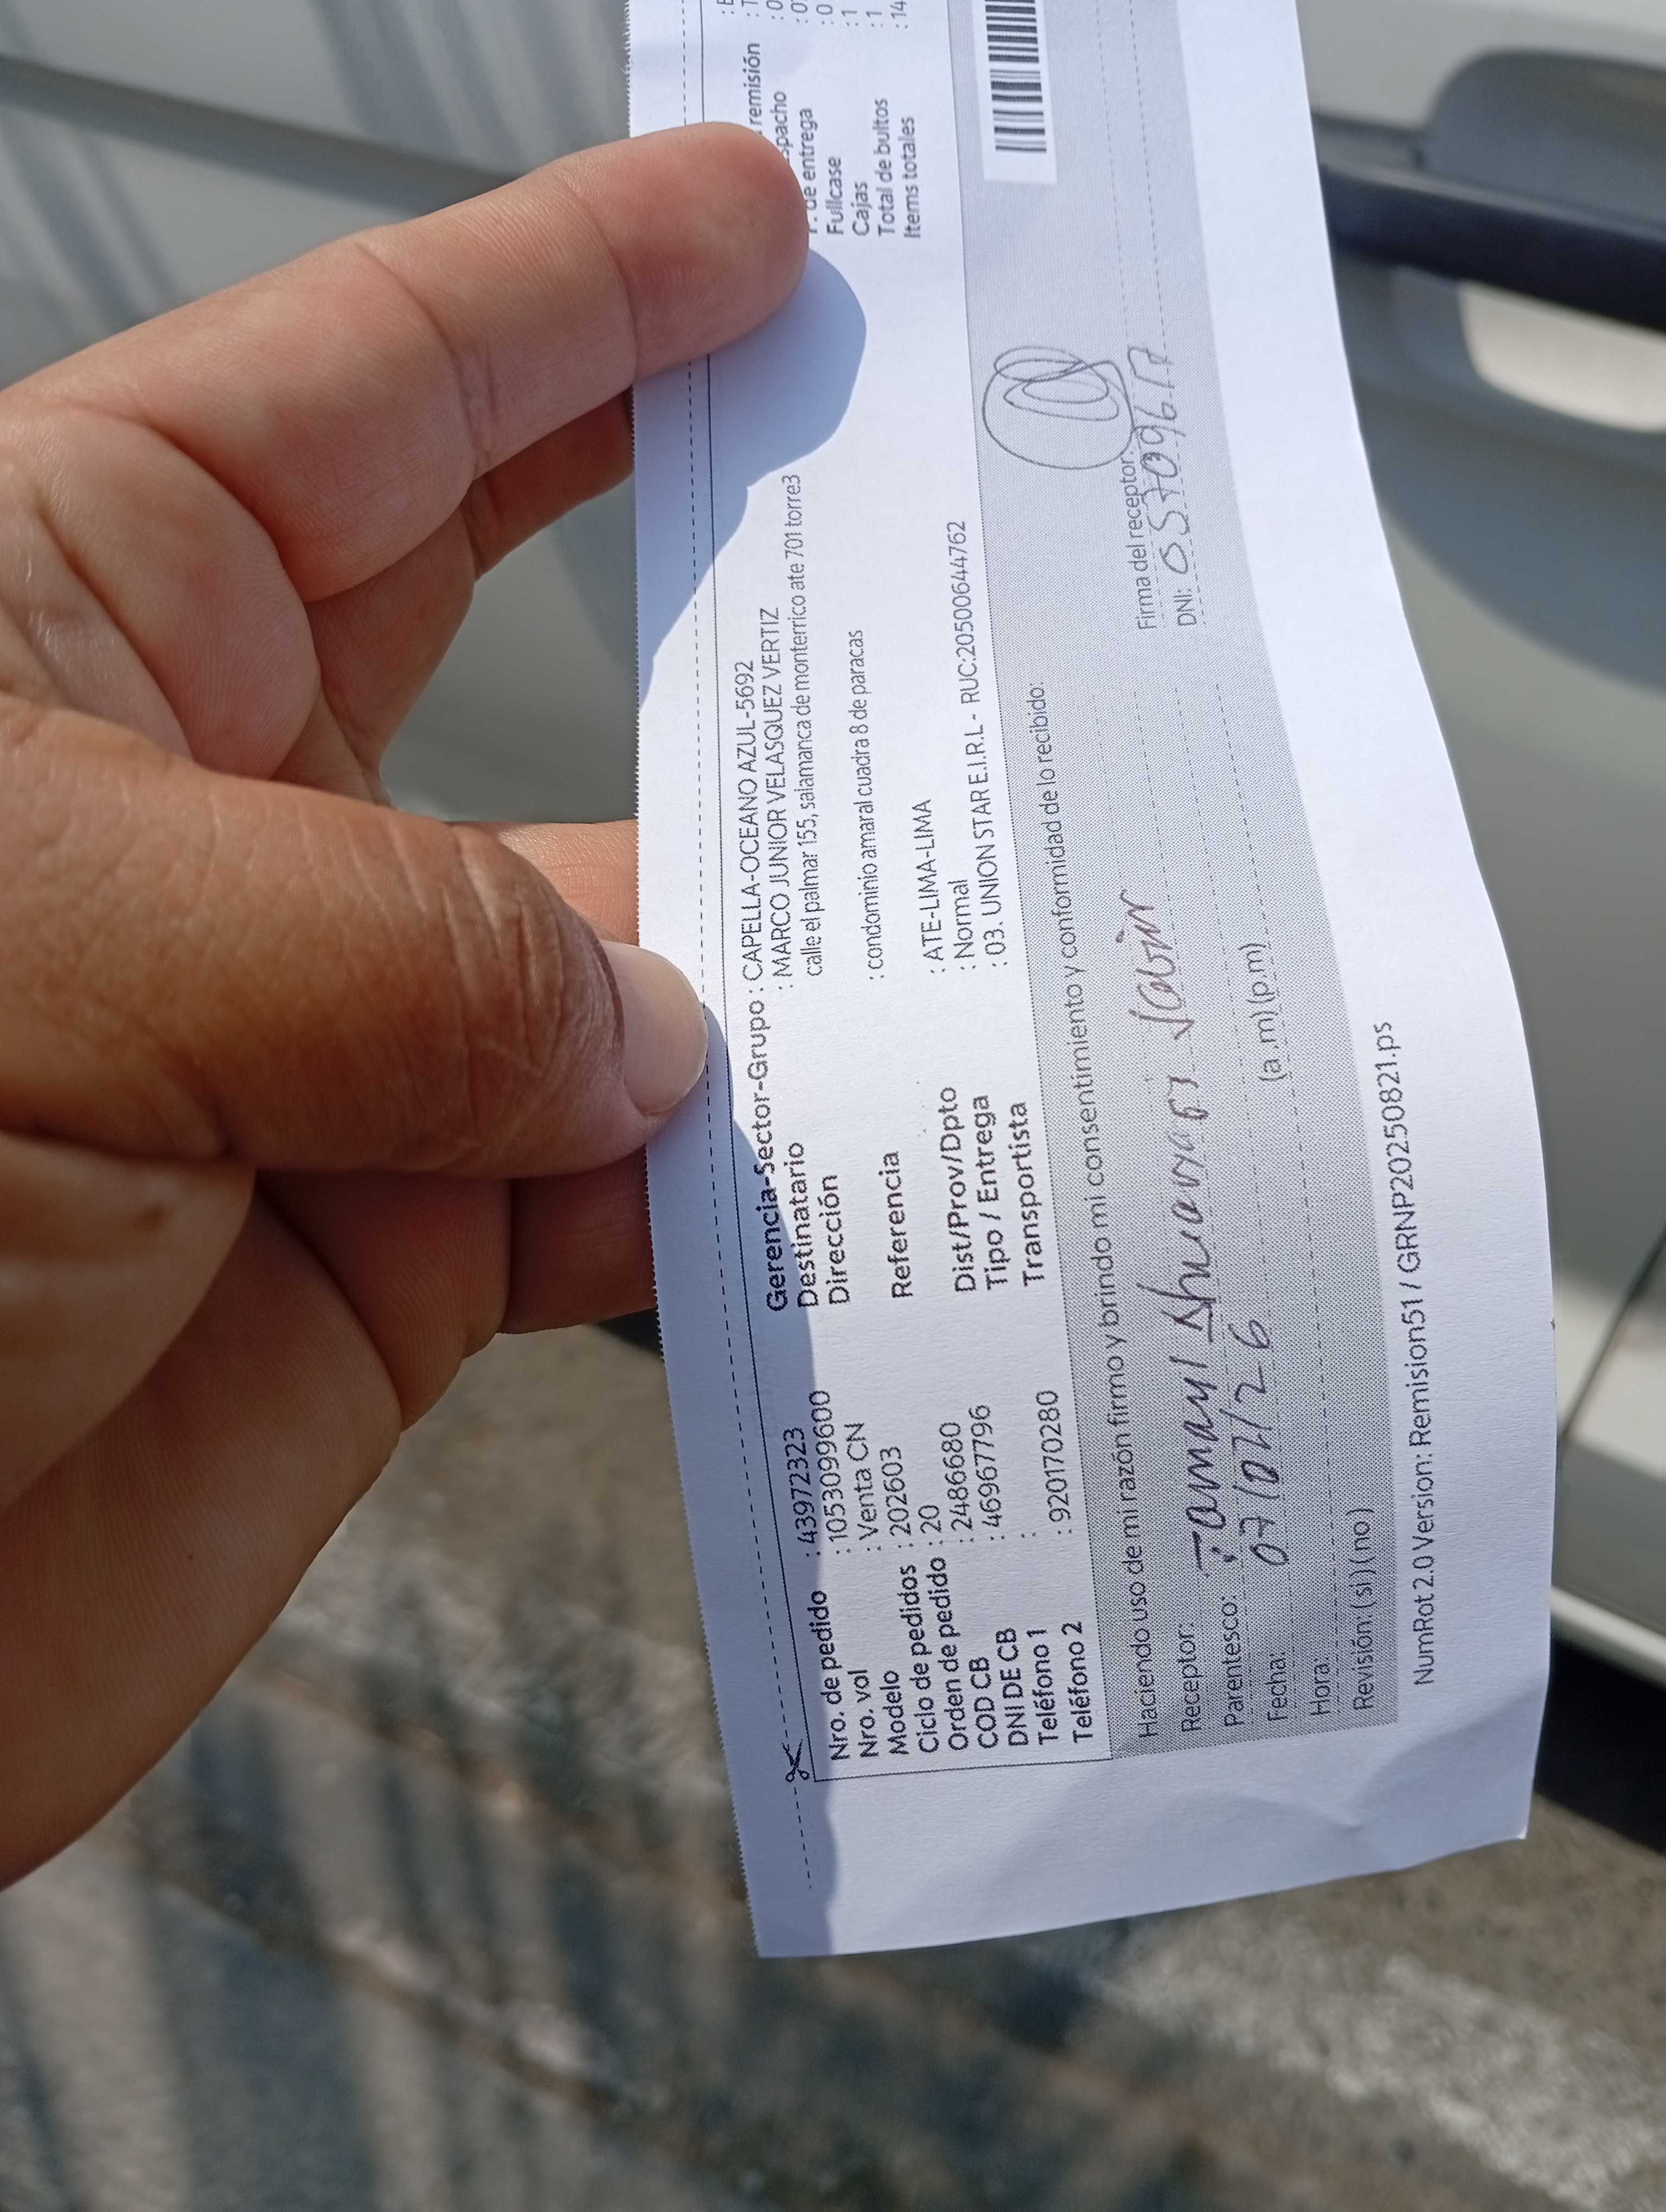 Nro. de pedido : 43972323
Nro. vol : 1053099600
Modelo : Venta CN
Ciclo de pedidos : 202603
Orden de pedido : 20
COD CB : 2486680
DNI DE CB : 469677796
Teléfono 1 :
Teléfono 2 : 920170280
Gerencia-Sector-Grupo : CAPELLA-OCEANO AZUL-5692
Destinatario : MARCO JUNIOR VELASQUEZ VERTIZ
Dirección calle el palmar 155, salamanca de monterrico ate 701 torre3
Referencia : condominio amaral cuadra 8 de paracas
Dist/Prov/Dpto : ATE-LIMA-LIMA
Tipo / Entrega : Normal
Transportista : 03. UNION STAR E.I.R.L - RUC:20500644762
remisión
de entrega
Fullcase : 0
Cajas : 1
Total de bultos : 1
Items totales : 14
Haciendo uso de mi razón firmo y brindo mi consentimiento y conformidad de lo recibido:
Receptor:
Parentesco:
Fecha: 07/02/26
Hora: (a.m)(p.m)
Revisión: (si) (no)
Firma del receptor:
DNI:
NumRot 2.0 Version: Remision51 / GRNP20250821.ps